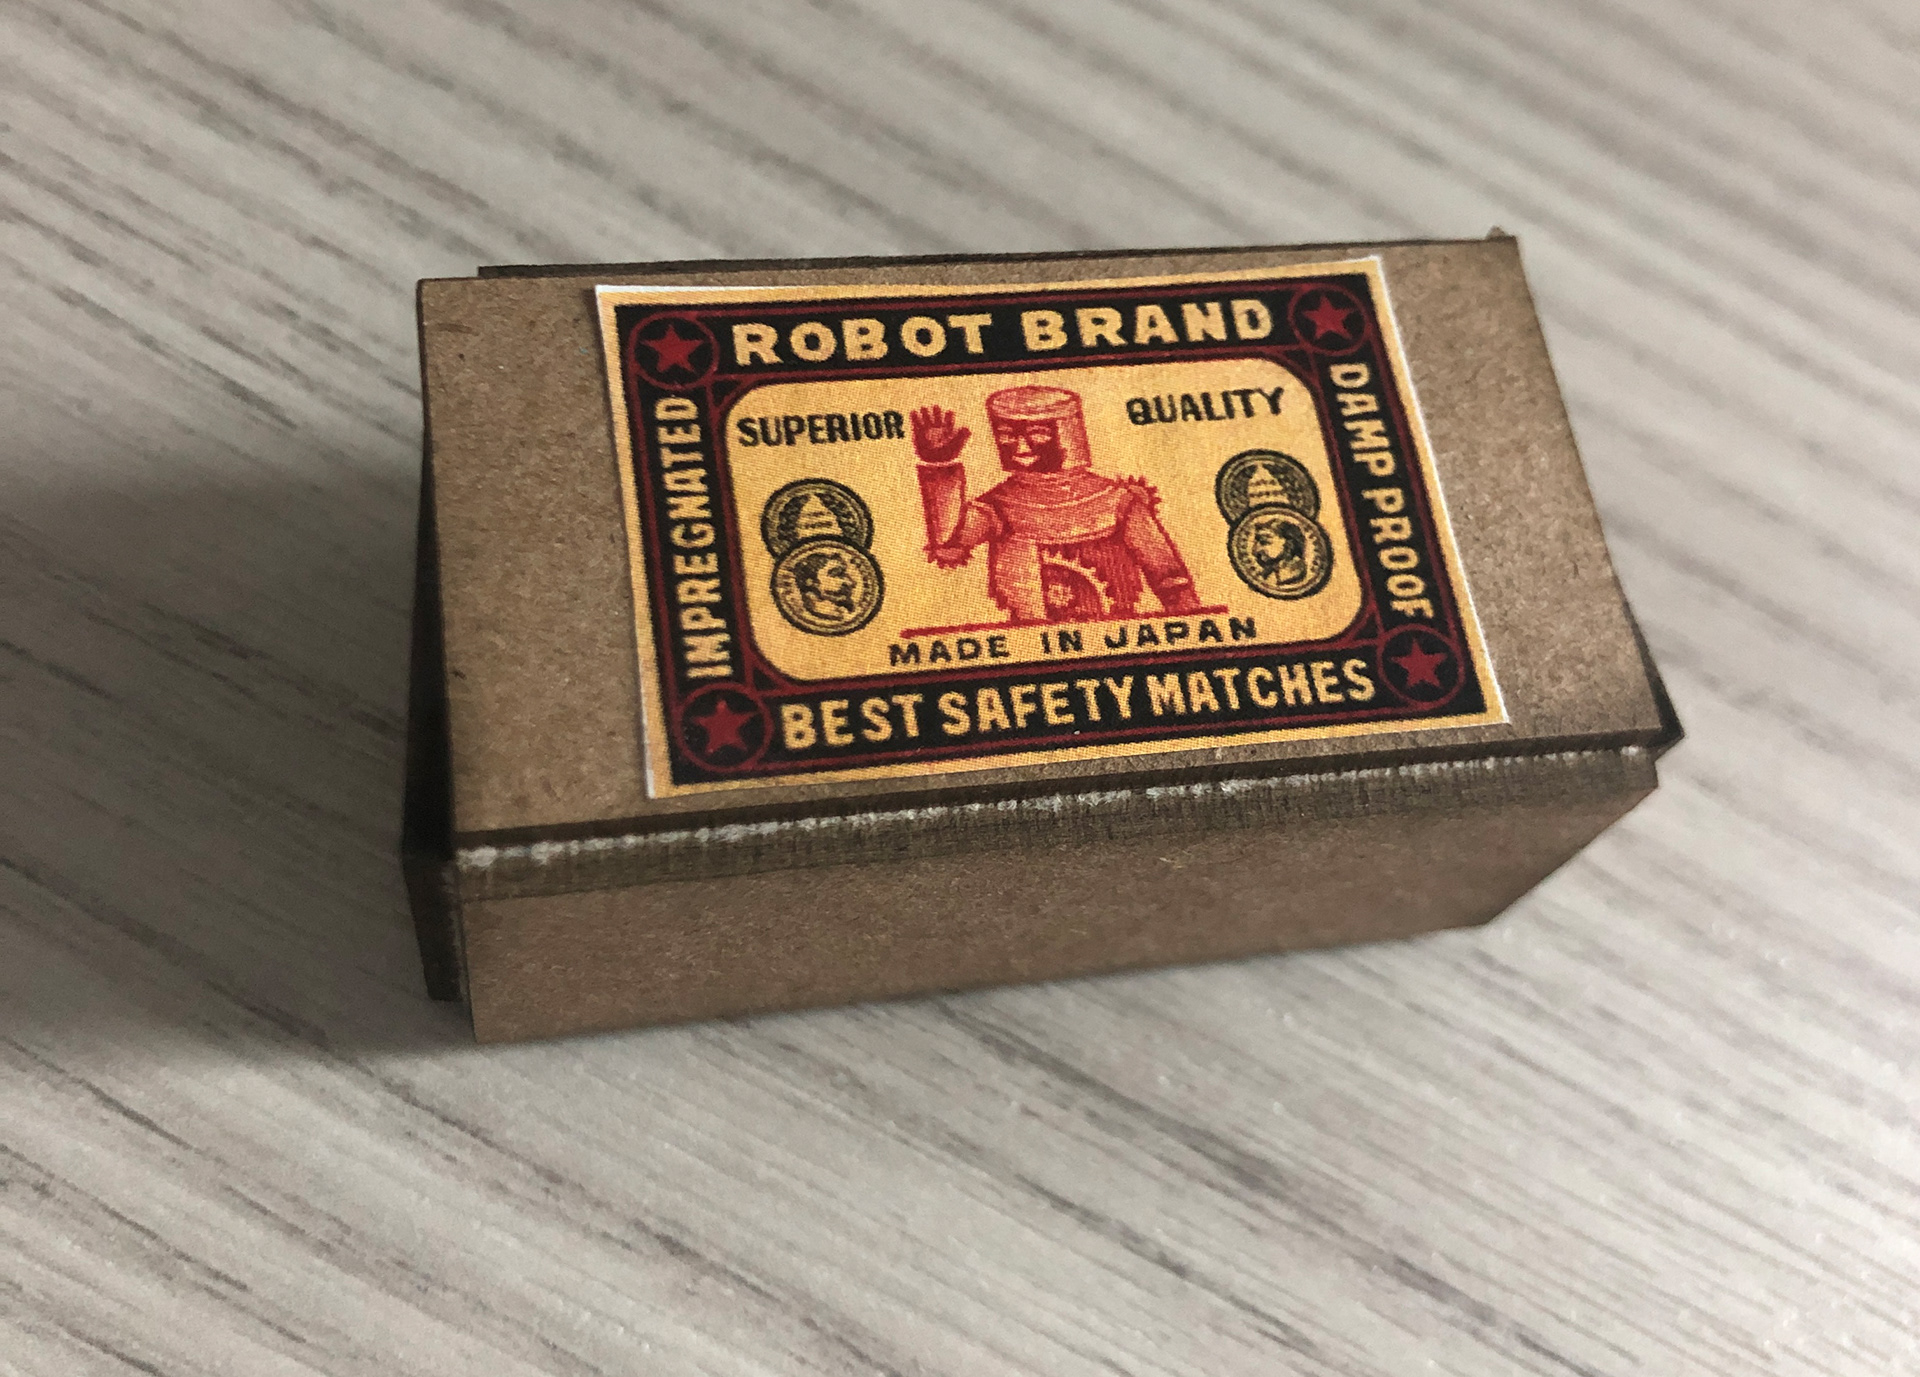 ROBOT BRAND
IMPREGNATED
SUPERIOR QUALITY
DAMP PROOF
MADE IN JAPAN
BEST SAFETY MATCHES